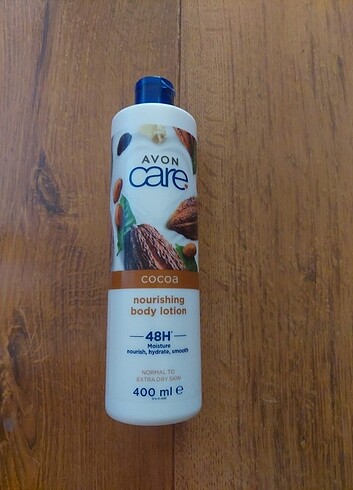 AVON
care
cocoa
nourishing
body lotion
48H*
Moisture
nourish, hydrate, smooth
NORMAL TO
EXTRA DRY SKIN
400 ml e